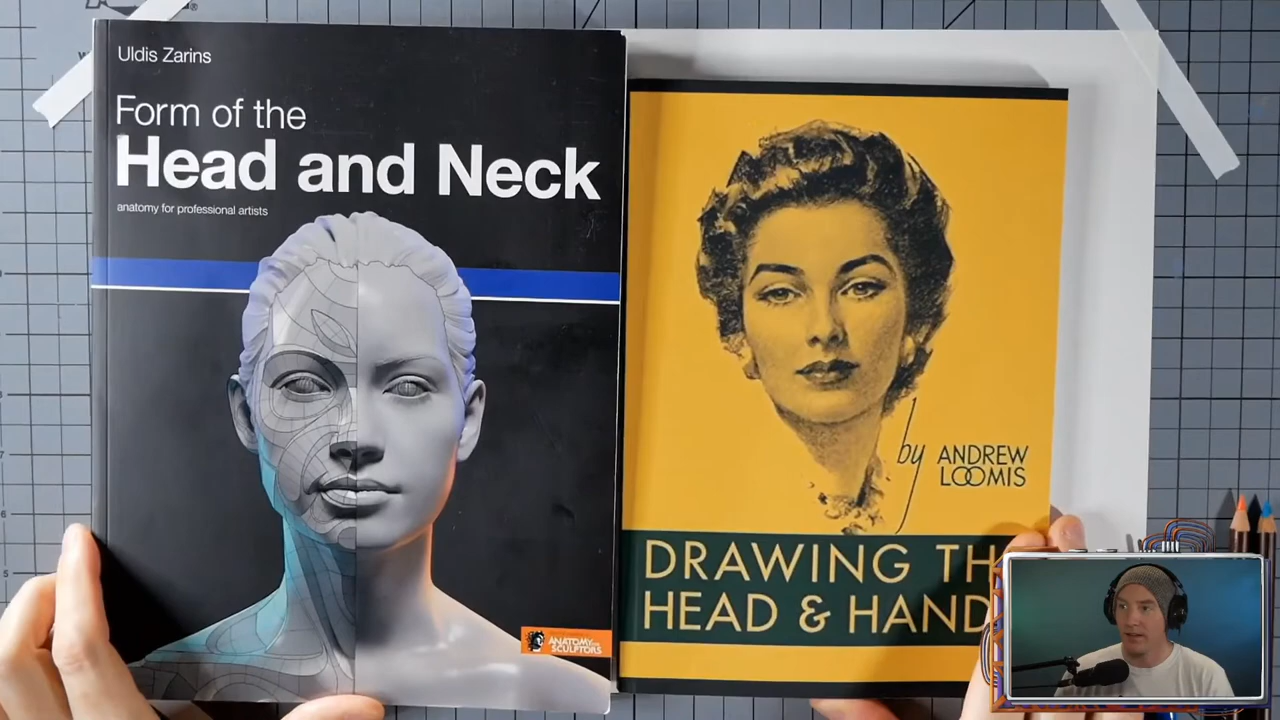 Uldis Zarins
Form of the
Head and Neck
anatomy for professional artists
ANATOMY FOR
SCULPTORS
by ANDREW
LOOMIS
DRAWING TH
HEAD & HAND